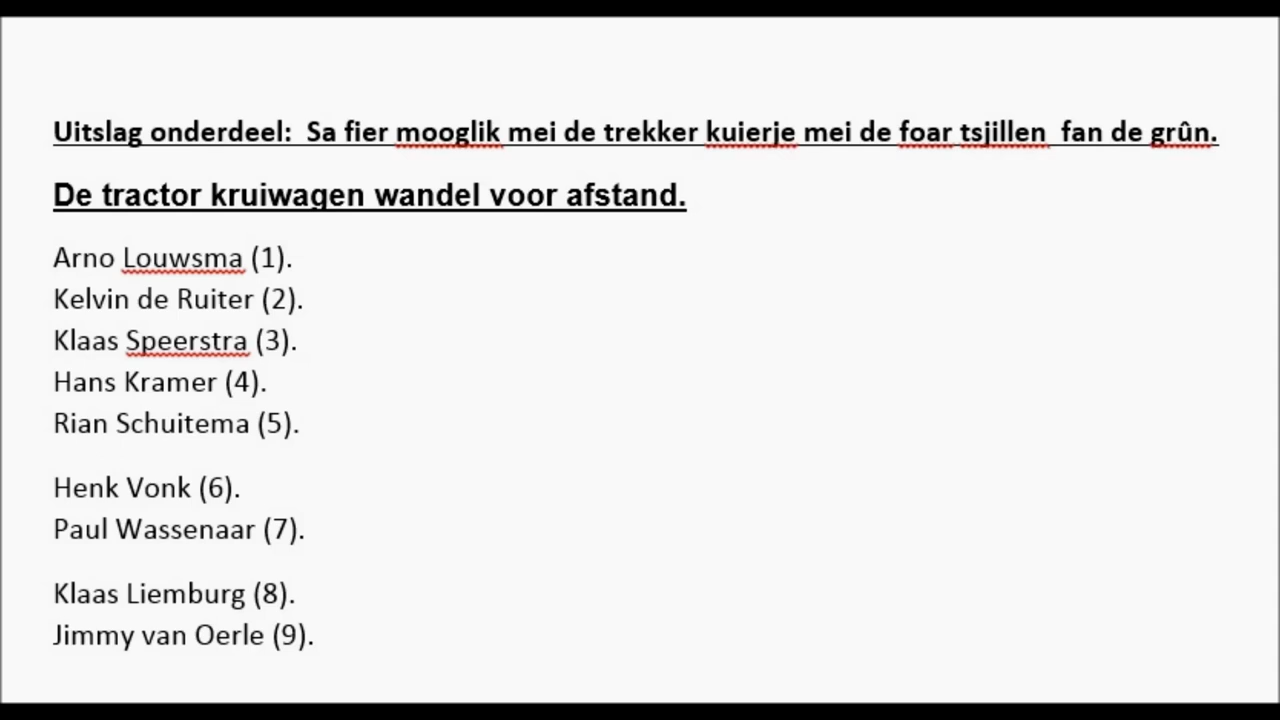 Uitslag onderdeel:  Sa fier mooglik mei de trekker kuierje mei de foar tsjillen  fan de grûn.
De tractor kruiwagen wandel voor afstand.
Arno Louwsma (1).
Kelvin de Ruiter (2).
Klaas Speerstra (3).
Hans Kramer (4).
Rian Schuitema (5).
Henk Vonk (6).
Paul Wassenaar (7).
Klaas Liemburg (8).
Jimmy van Oerle (9).